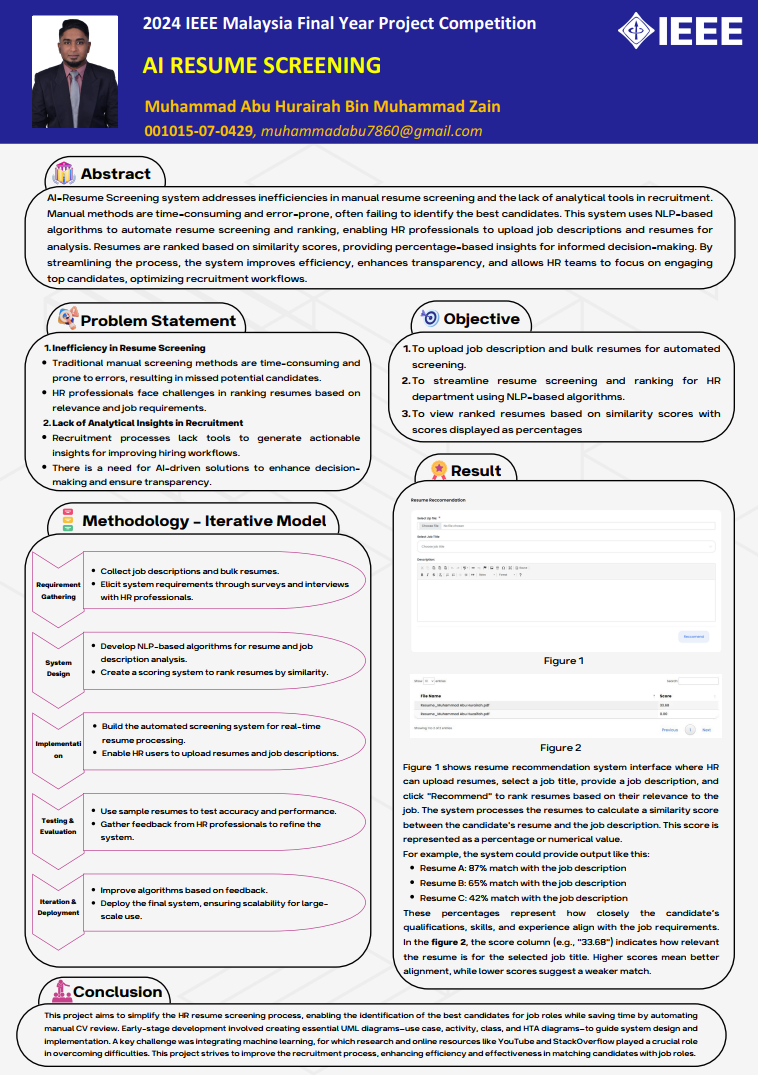 2024 IEEE Malaysia Final Year Project Competition
IEEE
AI RESUME SCREENING
Muhammad Abu Hurairah Bin Muhammad Zain
001015-07-0429, muhammadabu7860@gmail.com
Abstract
AI-Resume Screening system addresses inefficiencies in manual resume screening and the lack of analytical tools in recruitment.
Manual methods are time-consuming and error-prone, often failing to identify the best candidates. This system uses NLP-based
algorithms to automate resume screening and ranking, enabling HR professionals to upload job descriptions and resumes for
analysis. Resumes are ranked based on similarity scores, providing percentage-based insights for informed decision-making. By
streamlining the process, the system improves efficiency, enhances transparency, and allows HR teams to focus on engaging
top candidates, optimizing recruitment workflows.
Problem Statement
1. Inefficiency in Resume Screening
• Traditional manual screening methods are time-consuming and
prone to errors, resulting in missed potential candidates.
• HR professionals face challenges in ranking resumes based on
relevance and job requirements.
2. Lack of Analytical Insights in Recruitment
• Recruitment processes lack tools to generate actionable
insights for improving hiring workflows.
• There is a need for AI-driven solutions to enhance decision-
making and ensure transparency.
Objective
1. To upload job description and bulk resumes for automated
screening.
2. To streamline resume screening and ranking for HR
department using NLP-based algorithms.
3. To view ranked resumes based on similarity scores with
scores displayed as percentages
Methodology - Iterative Model
Requirement
Gathering
• Collect job descriptions and bulk resumes.
• Elicit system requirements through surveys and interviews
with HR professionals.
System
Design
• Develop NLP-based algorithms for resume and job
description analysis.
• Create a scoring system to rank resumes by similarity.
Implementati
on
• Build the automated screening system for real-time
resume processing.
• Enable HR users to upload resumes and job descriptions.
Testing &
Evaluation
• Use sample resumes to test accuracy and performance.
• Gather feedback from HR professionals to refine the
system.
Iteration &
Deployment
• Improve algorithms based on feedback.
• Deploy the final system, ensuring scalability for large-
scale use.
Result
Resume Reccomendation
Select Job Title
Choose job title
Description
Recommend
Figure 1
Search:
File Name
Score
33.68
Previous 1 Next
Figure 2
Figure 1 shows resume recommendation system interface where HR
can upload resumes, select a job title, provide a job description, and
click "Recommend" to rank resumes based on their relevance to the
job. The system processes the resumes to calculate a similarity score
between the candidate's resume and the job description. This score is
represented as a percentage or numerical value.
For example, the system could provide output like this:
• Resume A: 87% match with the job description
• Resume B: 65% match with the job description
• Resume C: 42% match with the job description
These percentages represent how closely the candidate's
qualifications, skills, and experience align with the job requirements.
In the figure 2, the score column (e.g., "33.68") indicates how relevant
the resume is for the selected job title. Higher scores mean better
alignment, while lower scores suggest a weaker match.
Conclusion
This project aims to simplify the HR resume screening process, enabling the identification of the best candidates for job roles while saving time by automating
manual CV review. Early-stage development involved creating essential UML diagrams—use case, activity, class, and HTA diagrams—to guide system design and
implementation. A key challenge was integrating machine learning, for which research and online resources like YouTube and StackOverflow played a crucial role
in overcoming difficulties. This project strives to improve the recruitment process, enhancing efficiency and effectiveness in matching candidates with job roles.